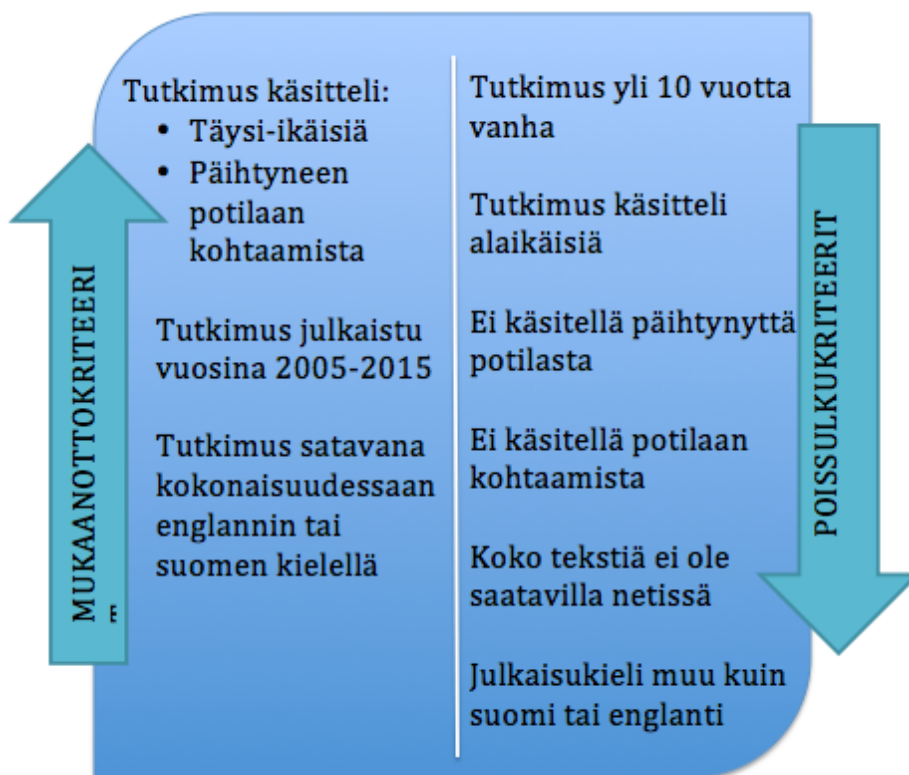 MUKAANOTTOKRITEERI
E
Tutkimus käsitteli:
• Täysi-ikäisiä
• Päihtyneen
potilaan
kohtaamista
Tutkimus julkaistu
vuosina 2005-2015
Tutkimus satavana
kokonaisuudessaan
englannin tai
suomen kielellä
Tutkimus yli 10 vuotta
vanha
Tutkimus käsitteli
alaikäisiä
Ei käsitellä päihtynyttä
potilasta
Ei käsitellä potilaan
kohtaamista
Koko tekstiä ei ole
saatavilla netissä
Julkaisukieli muu kuin
suomi tai englanti
POISSULKUKRITEERIT